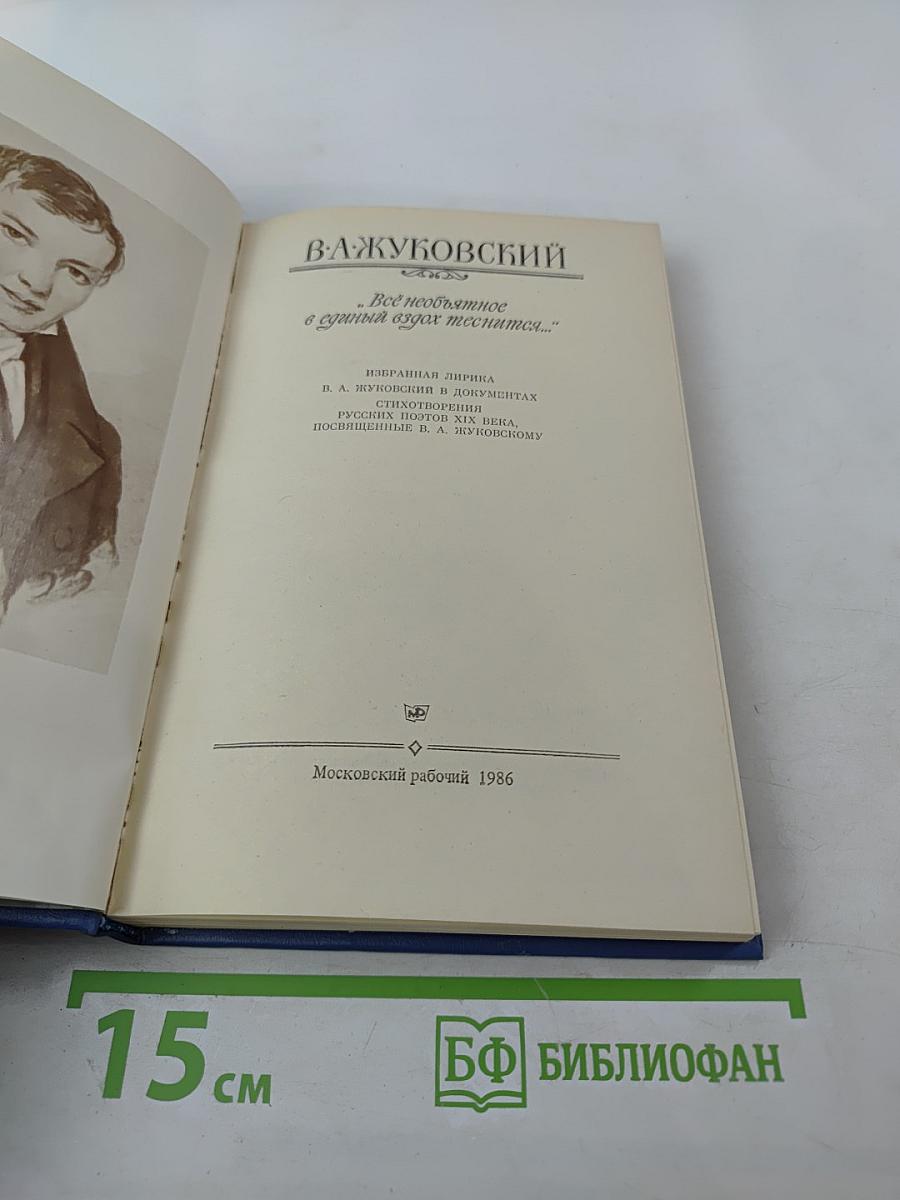 В·А·ЖУКОВСКИЙ
„Всё необъятное
в единый вздох теснится..."
ИЗБРАННАЯ ЛИРИКА
В. А. ЖУКОВСКИЙ В ДОКУМЕНТАХ
СТИХОТВОРЕНИЯ
РУССКИХ ПОЭТОВ XIX ВЕКА,
ПОСВЯЩЕННЫЕ В. А. ЖУКОВСКОМУ
МР
Московский рабочий 1986
15 см
БФ БИБЛИОФАН